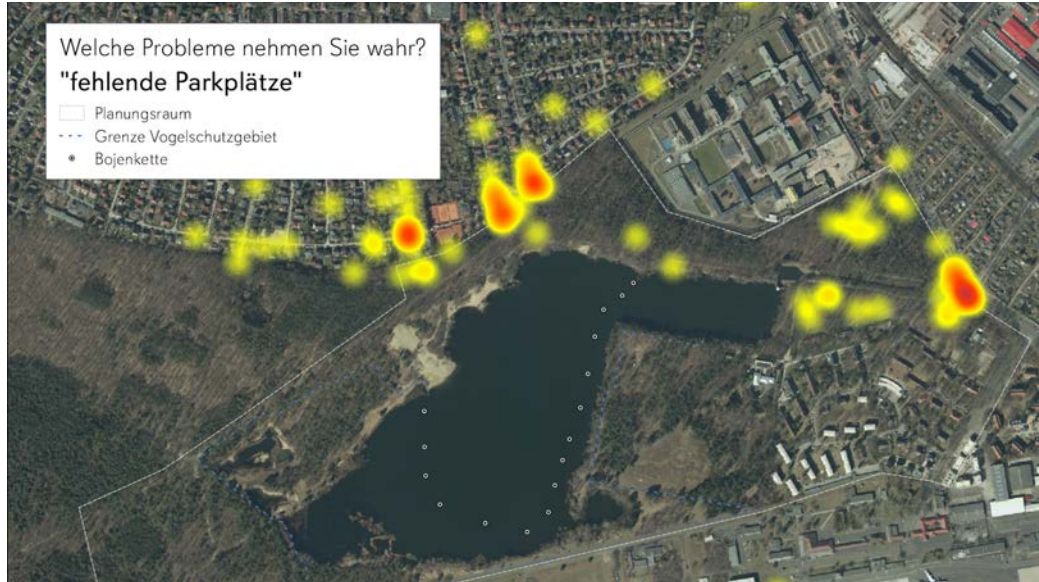 Welche Probleme nehmen Sie wahr?
"fehlende Parkplätze"
Planungsraum
Grenze Vogelschutzgebiet
Bojenkette